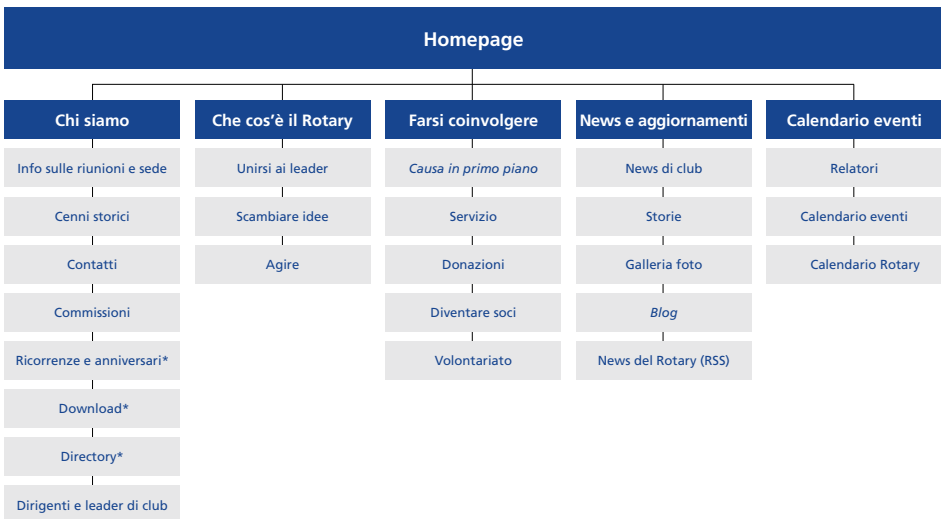 Homepage
Chi siamo
Info sulle riunioni e sede
Cenni storici
Contatti
Commissioni
Ricorrenze e anniversari*
Download*
Directory*
Dirigenti e leader di club
Che cos’è il Rotary
Unirsi ai leader
Scambiare idee
Agire
Farsi coinvolgere
Causa in primo piano
Servizio
Donazioni
Diventare soci
Volontariato
News e aggiornamenti
News di club
Storie
Galleria foto
Blog
News del Rotary (RSS)
Calendario eventi
Relatori
Calendario eventi
Calendario Rotary